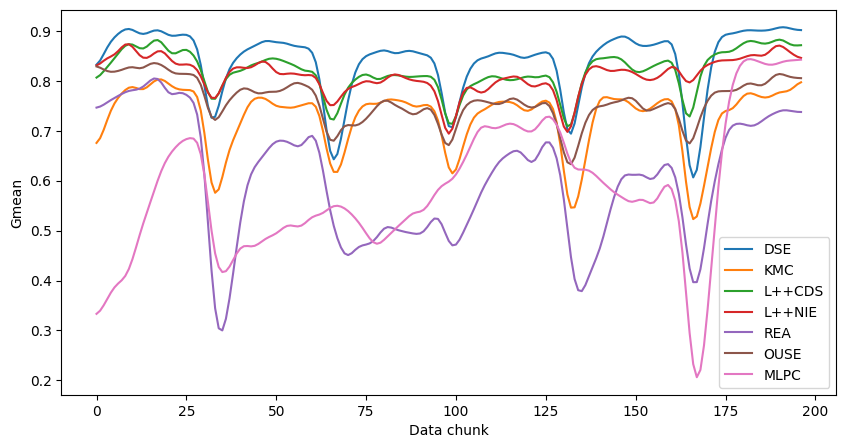 0.9
0.8
0.7
0.6
0.5
0.4
0.3
0.2
Gmean
0
25
50
75
100
125
150
175
200
Data chunk
DSE
KMC
L++CDS
L++NIE
REA
OUSE
MLPC